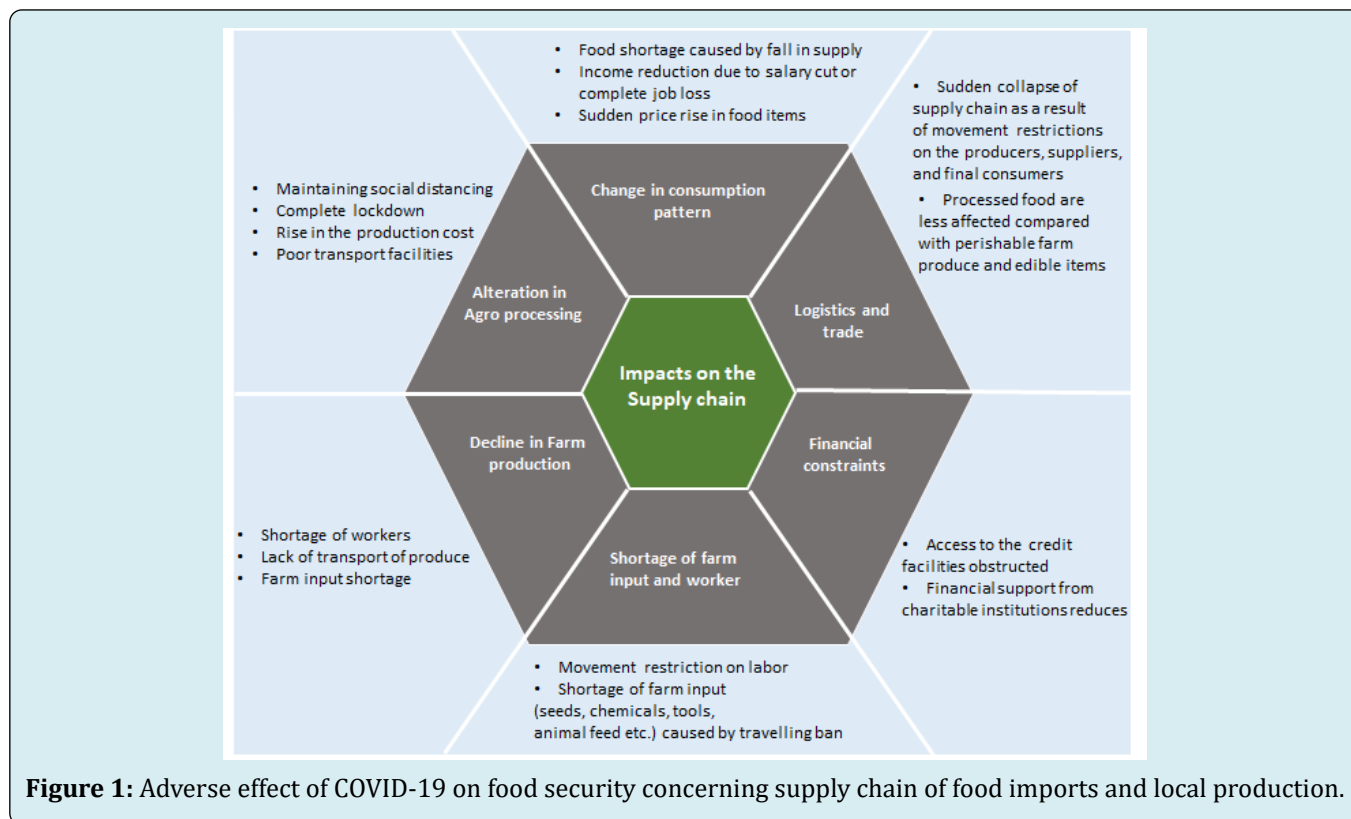 • Food shortage caused by fall in supply
• Income reduction due to salary cut or
complete job loss
• Sudden price rise in food items
• Sudden collapse of
supply chain as a result
of movement restrictions
on the producers, suppliers,
and final consumers
• Processed food are
less affected compared
with perishable farm
produce and edible items
• Maintaining social distancing
• Complete lockdown
• Rise in the production cost
• Poor transport facilities
Change in consumption
pattern
Alteration in
Agro processing
Logistics and
trade
Impacts on the
Supply chain
Decline in Farm
production
Financial
constraints
Shortage of farm
input and worker
• Shortage of workers
• Lack of transport of produce
• Farm input shortage
• Access to the credit
facilities obstructed
• Financial support from
charitable institutions reduces
• Movement restriction on labor
• Shortage of farm input
(seeds, chemicals, tools,
animal feed etc.) caused by travelling ban
Figure 1: Adverse effect of COVID-19 on food security concerning supply chain of food imports and local production.